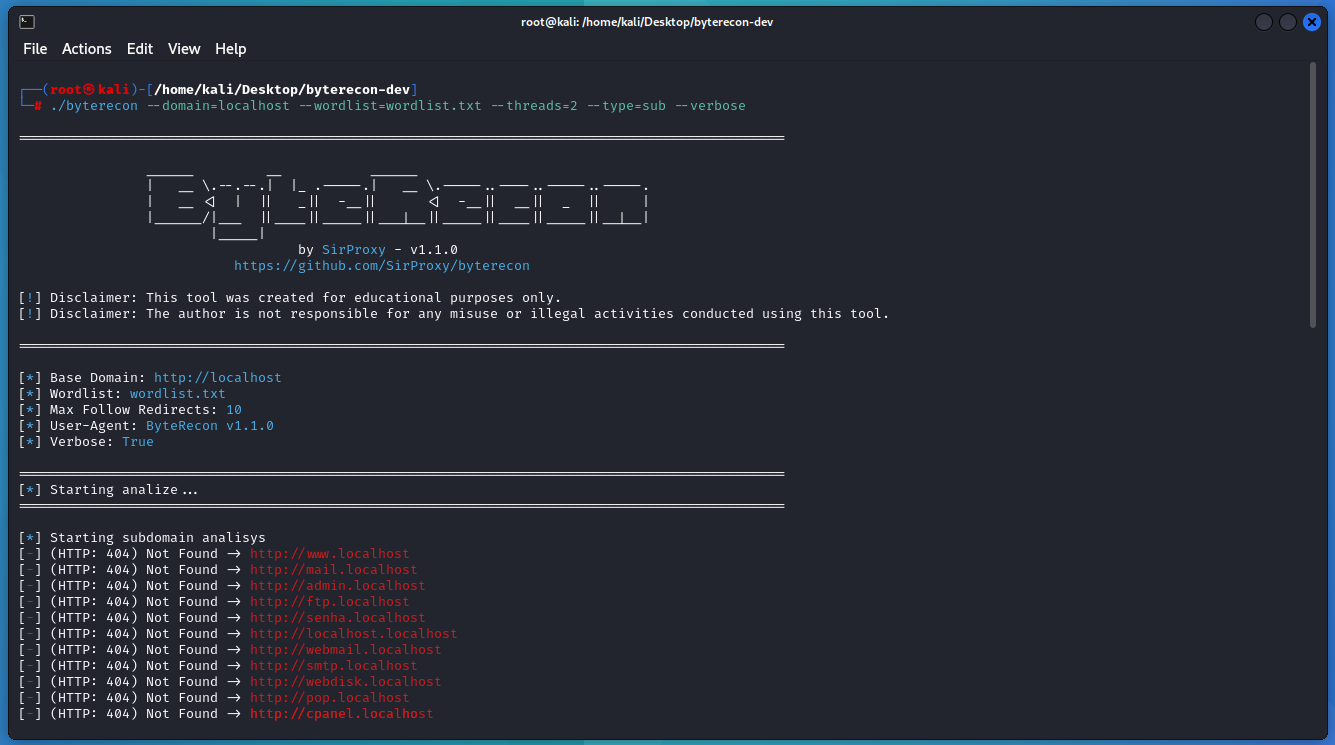 root@kali: /home/kali/Desktop/byterecon-dev
File Actions Edit View Help
┌──(root㉿kali)-[/home/kali/Desktop/byterecon-dev]
└─# ./byterecon --domain=localhost --wordlist=wordlist.txt --threads=2 --type=sub --verbose
ByteRecon
by SirProxy - v1.1.0
https://github.com/SirProxy/byterecon
[!] Disclaimer: This tool was created for educational purposes only.
[!] Disclaimer: The author is not responsible for any misuse or illegal activities conducted using this tool.
[*] Base Domain: http://localhost
[*] Wordlist: wordlist.txt
[*] Max Follow Redirects: 10
[*] User-Agent: ByteRecon v1.1.0
[*] Verbose: True
[*] Starting analize...
[*] Starting subdomain analisys
[-] (HTTP: 404) Not Found -> http://www.localhost
[-] (HTTP: 404) Not Found -> http://mail.localhost
[-] (HTTP: 404) Not Found -> http://admin.localhost
[-] (HTTP: 404) Not Found -> http://ftp.localhost
[-] (HTTP: 404) Not Found -> http://senha.localhost
[-] (HTTP: 404) Not Found -> http://localhost.localhost
[-] (HTTP: 404) Not Found -> http://webmail.localhost
[-] (HTTP: 404) Not Found -> http://smtp.localhost
[-] (HTTP: 404) Not Found -> http://webdisk.localhost
[-] (HTTP: 404) Not Found -> http://pop.localhost
[-] (HTTP: 404) Not Found -> http://cpanel.localhost